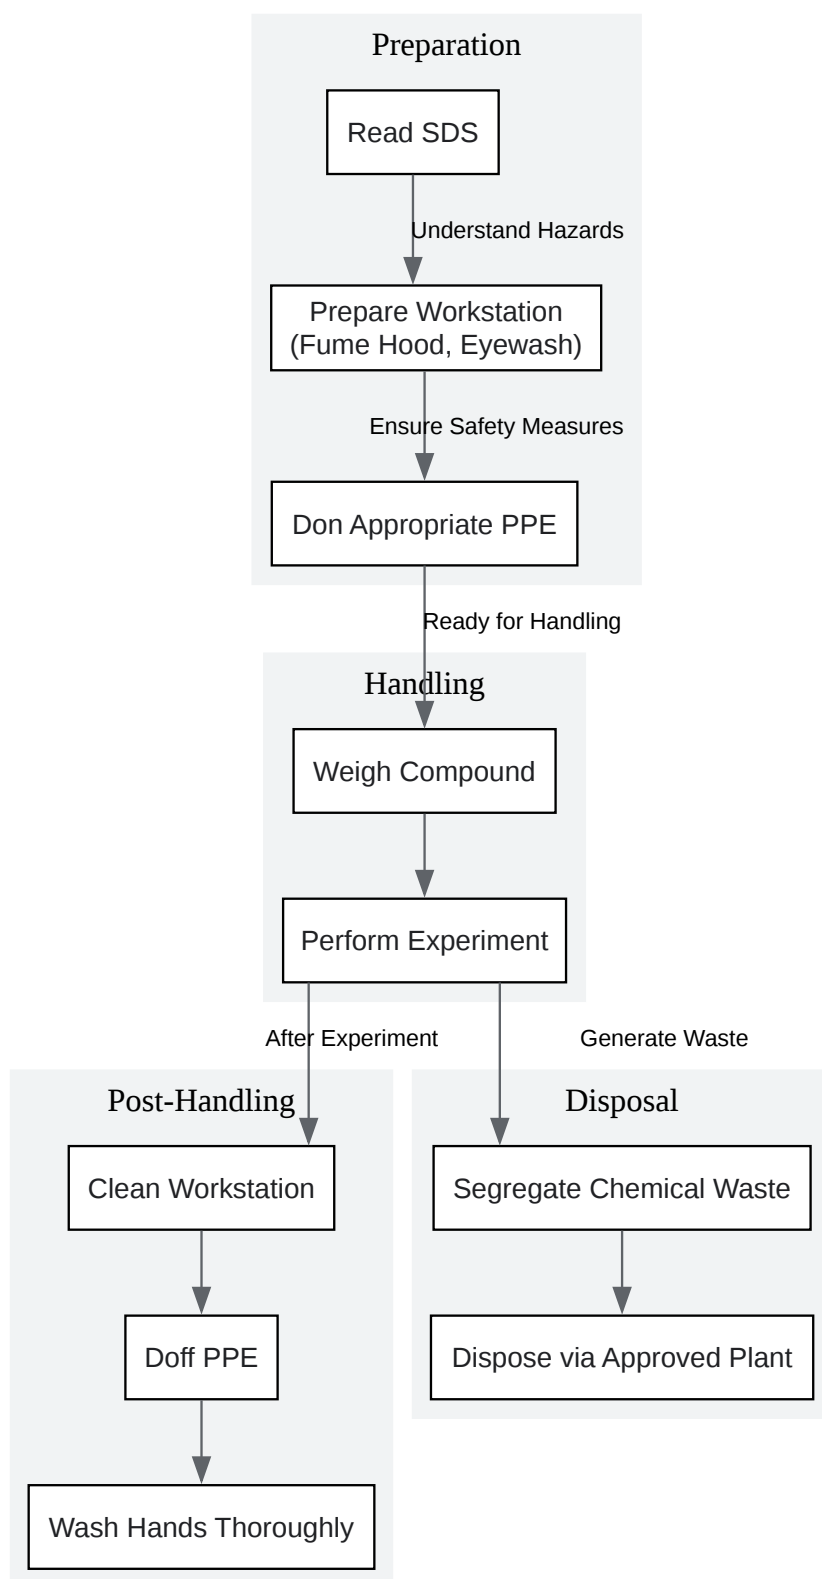 Preparation
Read SDS
Understand Hazards
Prepare Workstation
(Fume Hood, Eyewash)
Ensure Safety Measures
Don Appropriate PPE
Ready for Handling
Handling
Weigh Compound
Perform Experiment
After Experiment
Generate Waste
Post-Handling
Clean Workstation
Doff PPE
Wash Hands Thoroughly
Disposal
Segregate Chemical Waste
Dispose via Approved Plant